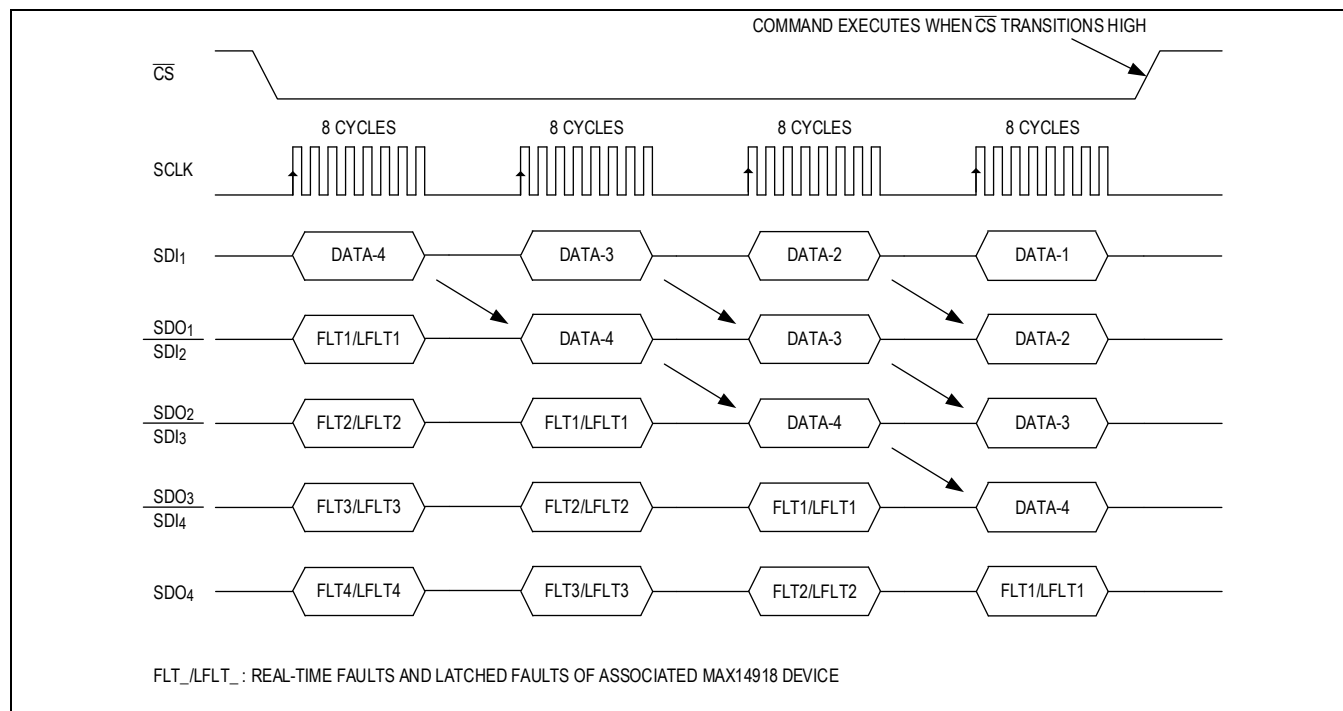 COMMAND EXECUTES WHEN C̅S̅ TRANSITIONS HIGH
C̅S̅
8 CYCLES 8 CYCLES 8 CYCLES 8 CYCLES
SCLK
SDI1 DATA-4 DATA-3 DATA-2 DATA-1
SDO1
SDI2
FLT1/LFLT1 DATA-4 DATA-3 DATA-2
SDO2
SDI3
FLT2/LFLT2 FLT1/LFLT1 DATA-4 DATA-3
SDO3
SDI4
FLT3/LFLT3 FLT2/LFLT2 FLT1/LFLT1 DATA-4
SDO4 FLT4/LFLT4 FLT3/LFLT3 FLT2/LFLT2 FLT1/LFLT1
FLT_/LFLT_ : REAL-TIME FAULTS AND LATCHED FAULTS OF ASSOCIATED MAX14918 DEVICE